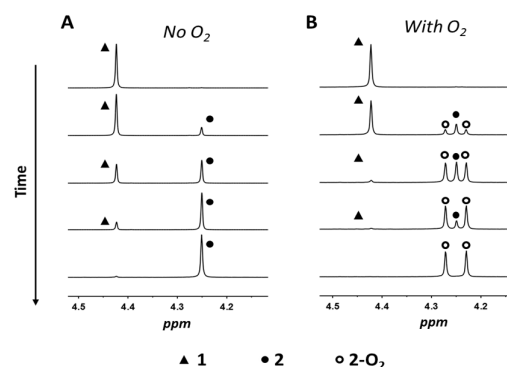 A
No O₂
B
With O₂
Time
4.5 4.4 4.3 4.2
ppm
4.5 4.4 4.3 4.2
ppm
▲ 1 ● 2 O 2-O₂